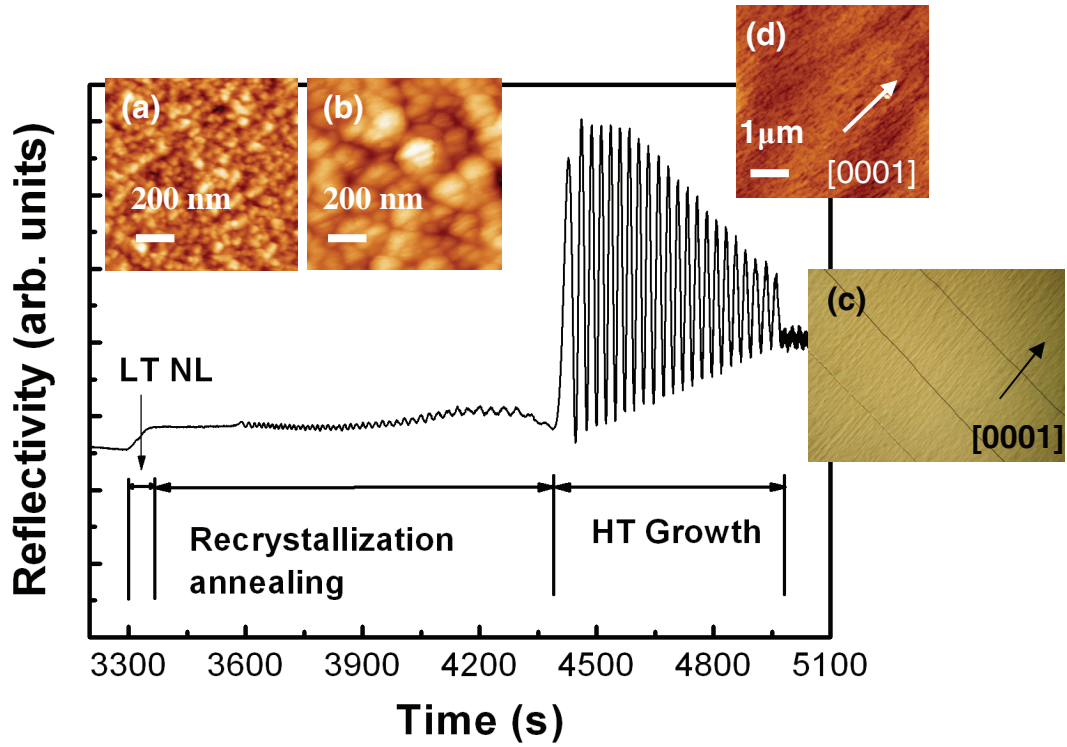 (d)
(a)
(b)
1μm
[0001]
200 nm
200 nm
(c)
[0001]
LT NL
Recrystallization
annealing
HT Growth
Reflectivity (arb. units)
3300
3600
3900
4200
4500
4800
5100
Time (s)